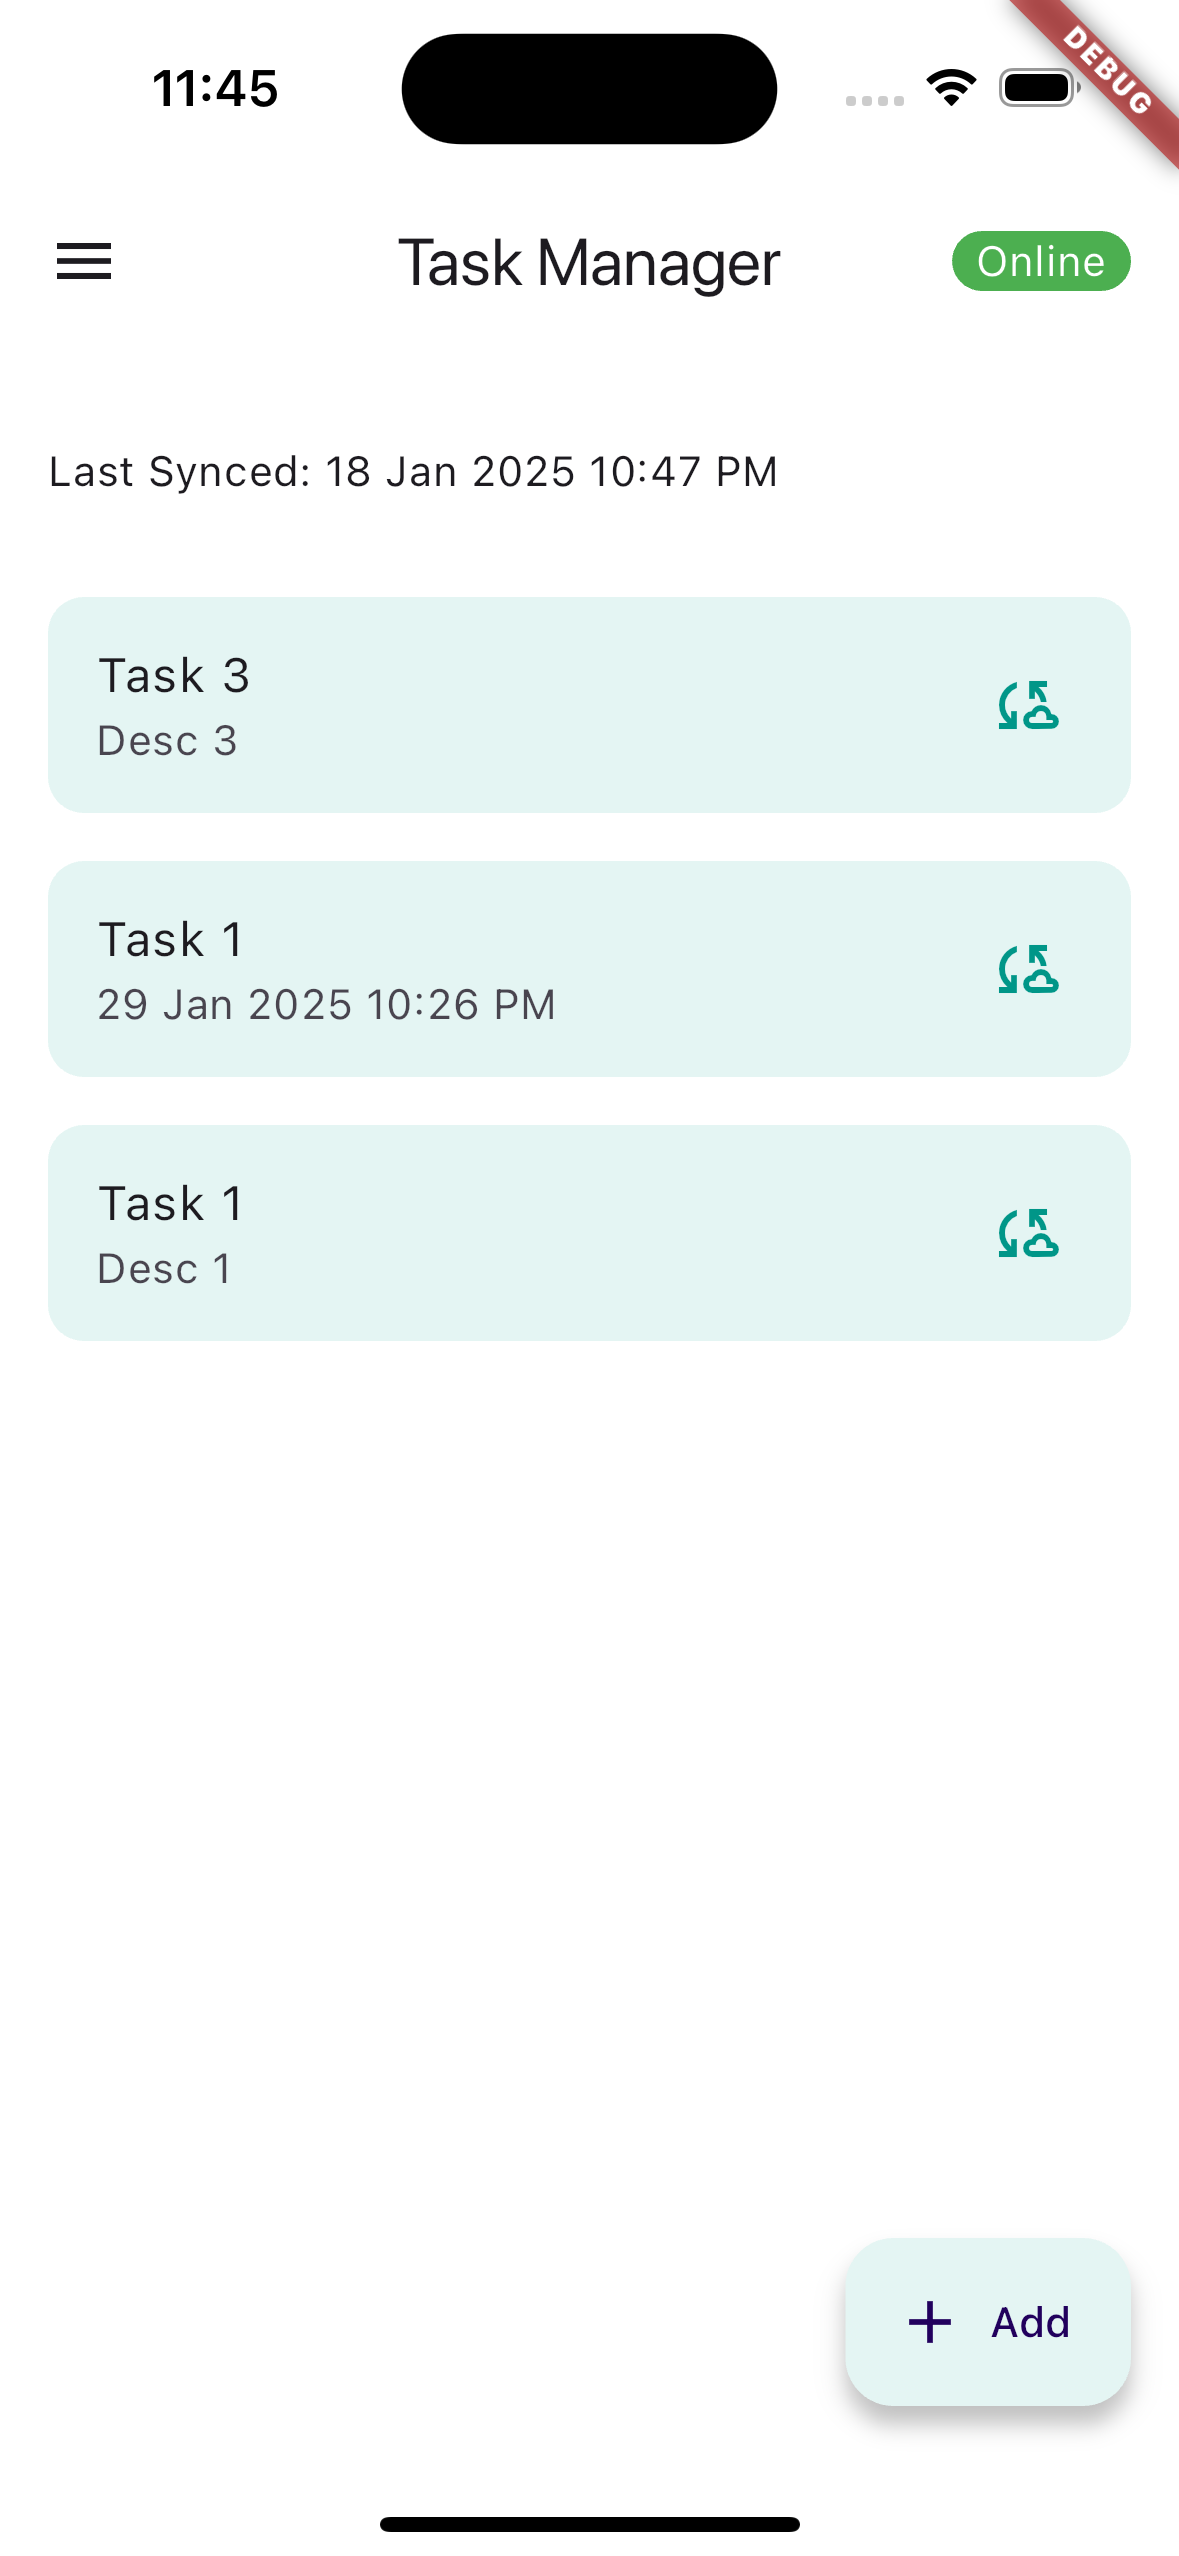 11:45
DEBUG
Task Manager
Online
Last Synced: 18 Jan 2025 10:47 PM
Task 3
Desc 3
Task 1
29 Jan 2025 10:26 PM
Task 1
Desc 1
Add